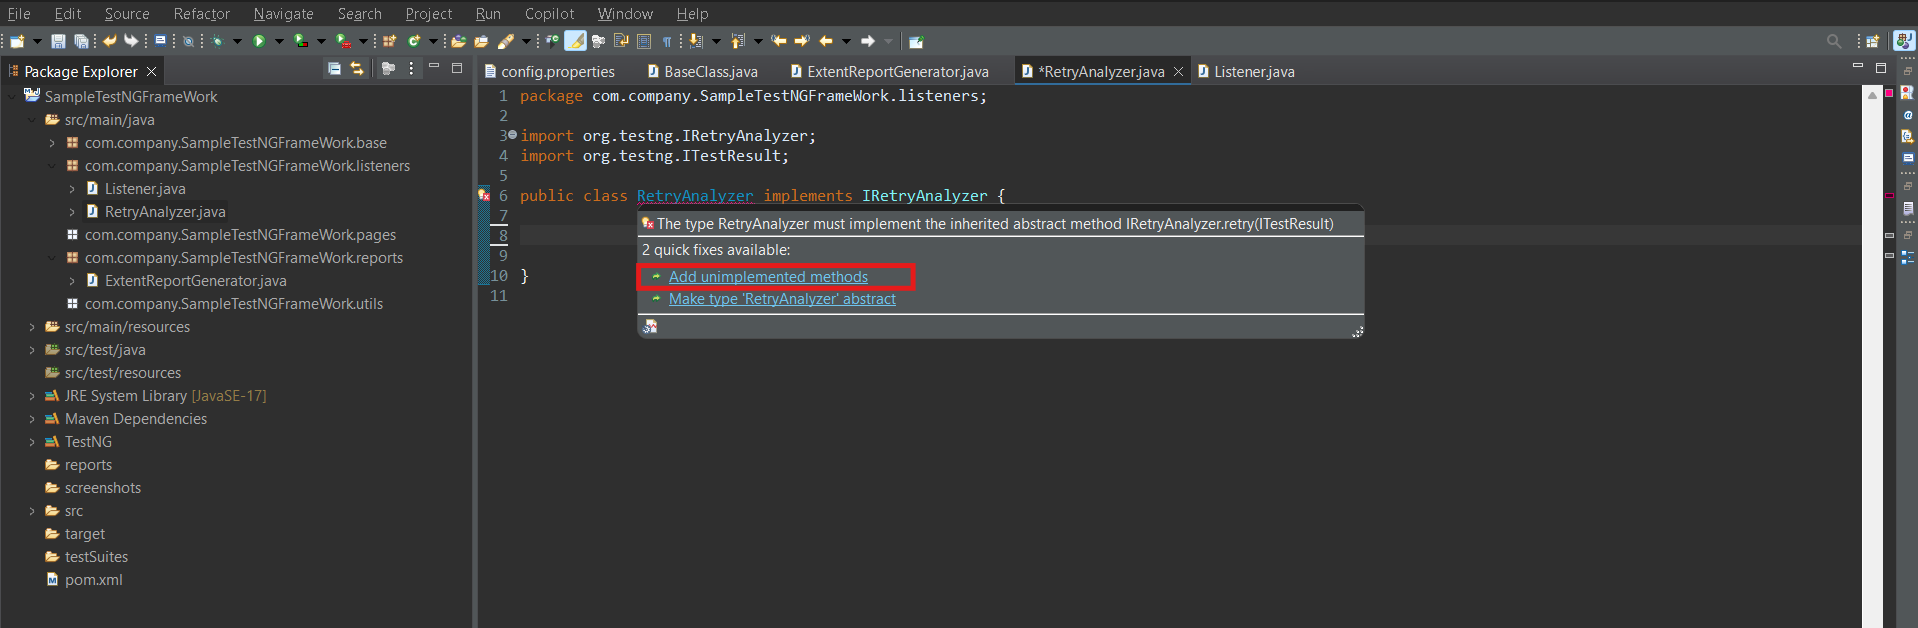 File Edit Source Refactor Navigate Search Project Run Copilot Window Help
Package Explorer
config.properties BaseClass.java ExtentReportGenerator.java *RetryAnalyzer.java Listener.java
SampleTestNGFrameWork
src/main/java
com.company.SampleTestNGFrameWork.base
com.company.SampleTestNGFrameWork.listeners
Listener.java
RetryAnalyzer.java
com.company.SampleTestNGFrameWork.pages
com.company.SampleTestNGFrameWork.reports
ExtentReportGenerator.java
com.company.SampleTestNGFrameWork.utils
src/main/resources
src/test/java
src/test/resources
JRE System Library [JavaSE-17]
Maven Dependencies
TestNG
reports
screenshots
src
target
testSuites
pom.xml
1 package com.company.SampleTestNGFrameWork.listeners;
2
3 import org.testng.IRetryAnalyzer;
4 import org.testng.ITestResult;
5
6 public class RetryAnalyzer implements IRetryAnalyzer {
7
8
9
10 }
11
The type RetryAnalyzer must implement the inherited abstract method IRetryAnalyzer.retry(ITestResult)
2 quick fixes available:
Add unimplemented methods
Make type 'RetryAnalyzer' abstract